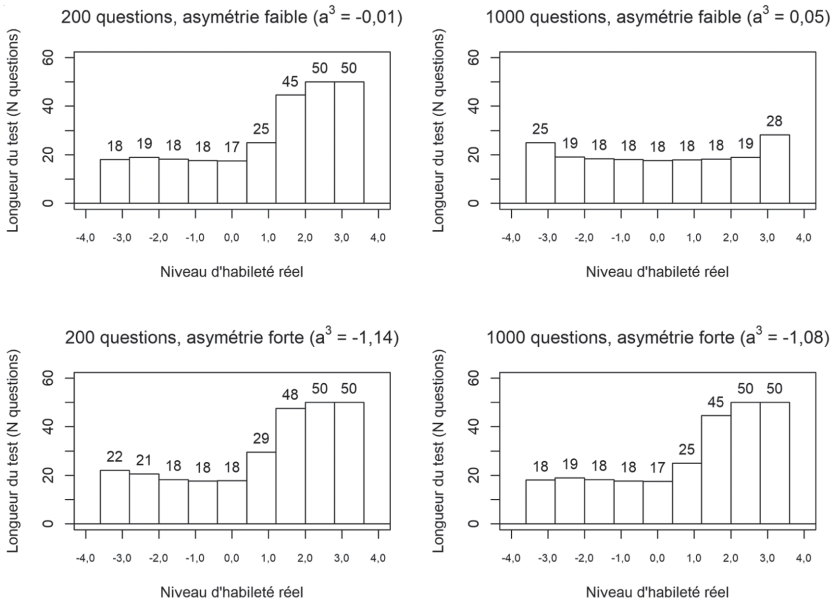 200 questions, asymétrie faible (a³ = -0,01)
Longueur du test (N questions)
60
40
20
0
18 19 18 18 17 25 45 50 50
-4,0 -3,0 -2,0 -1,0 0,0 1,0 2,0 3,0 4,0
Niveau d'habileté réel
1000 questions, asymétrie faible (a³ = 0,05)
Longueur du test (N questions)
60
40
20
0
25 19 18 18 18 18 18 19 28
-4,0 -3,0 -2,0 -1,0 0,0 1,0 2,0 3,0 4,0
Niveau d'habileté réel
200 questions, asymétrie forte (a³ = -1,14)
Longueur du test (N questions)
60
40
20
0
22 21 18 18 18 29 48 50 50
-4,0 -3,0 -2,0 -1,0 0,0 1,0 2,0 3,0 4,0
Niveau d'habileté réel
1000 questions, asymétrie forte (a³ = -1,08)
Longueur du test (N questions)
60
40
20
0
18 19 18 18 17 25 45 50 50
-4,0 -3,0 -2,0 -1,0 0,0 1,0 2,0 3,0 4,0
Niveau d'habileté réel